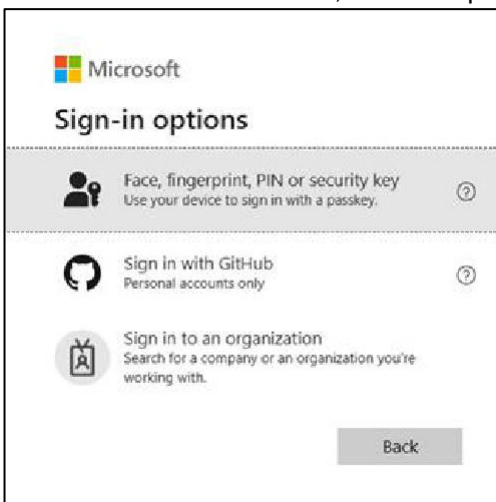 Microsoft
Sign-in options
Face, fingerprint, PIN or security key
Use your device to sign in with a passkey.
Sign in with GitHub
Personal accounts only
Sign in to an organization
Search for a company or an organization you're
working with.
Back